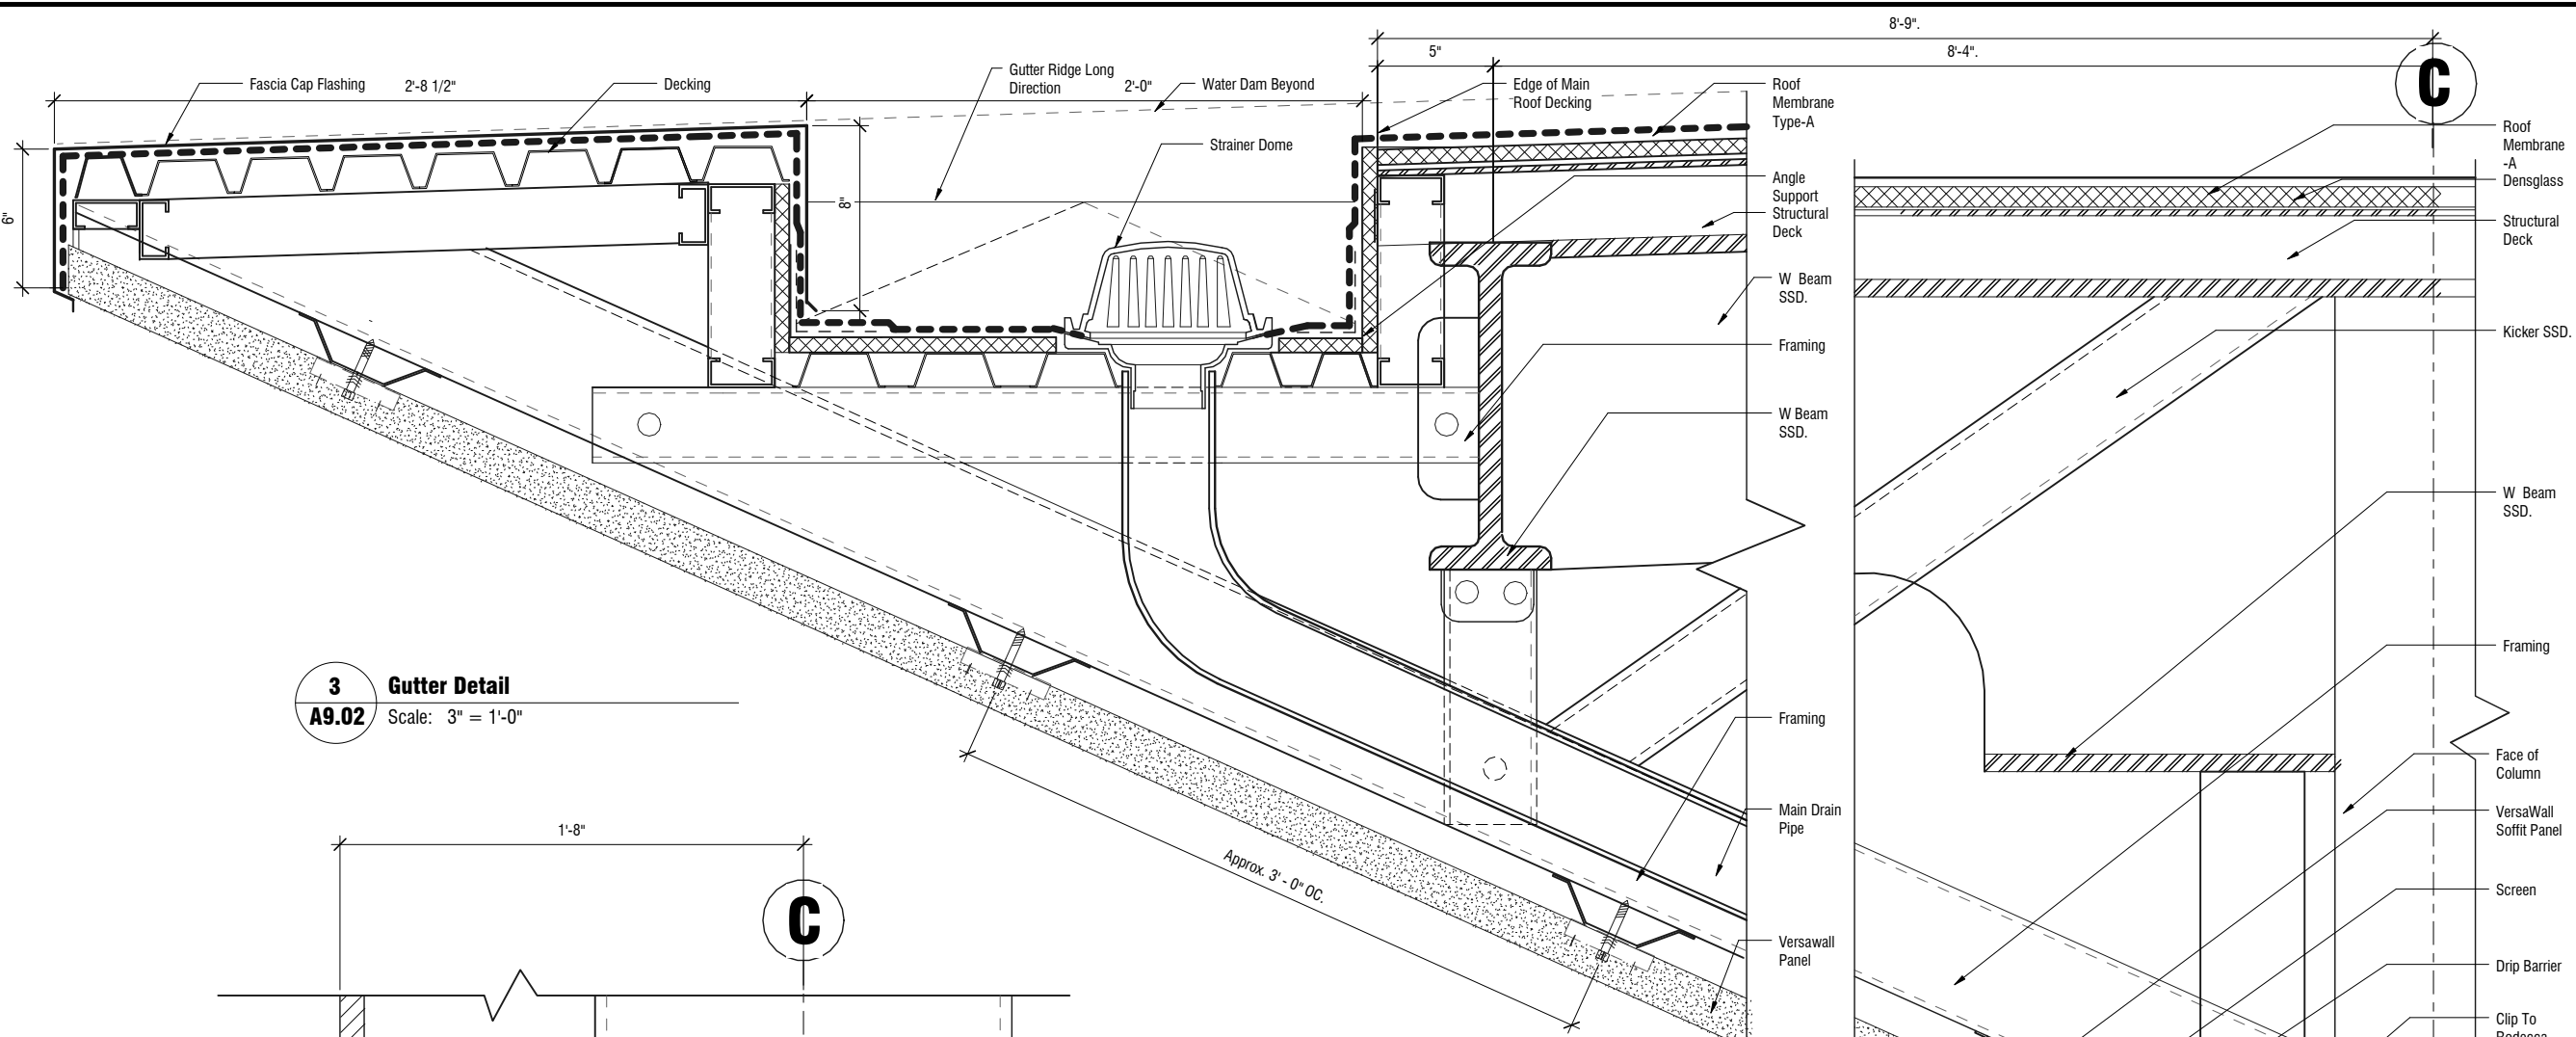 8'-9".
5"
8'-4".
C
Fascia Cap Flashing
2'-8 1/2"
Decking
Gutter Ridge Long
Direction
2'-0"
Water Dam Beyond
Edge of Main
Roof Decking
Roof
Membrane
Type-A
Strainer Dome
6"
8"
Angle
Support
Structural
Deck
W Beam
SSD.
Framing
W Beam
SSD.
Roof
Membrane
-A
Densglass
Structural
Deck
Kicker SSD.
W Beam
SSD.
Framing
Face of
Column
VersaWall
Soffit Panel
Screen
Drip Barrier
Clip To
Framing
Main Drain
Pipe
Versawall
Panel
Approx. 3' - 0" OC.
3
A9.02
Gutter Detail
Scale: 3" = 1'-0"
1'-8"
C